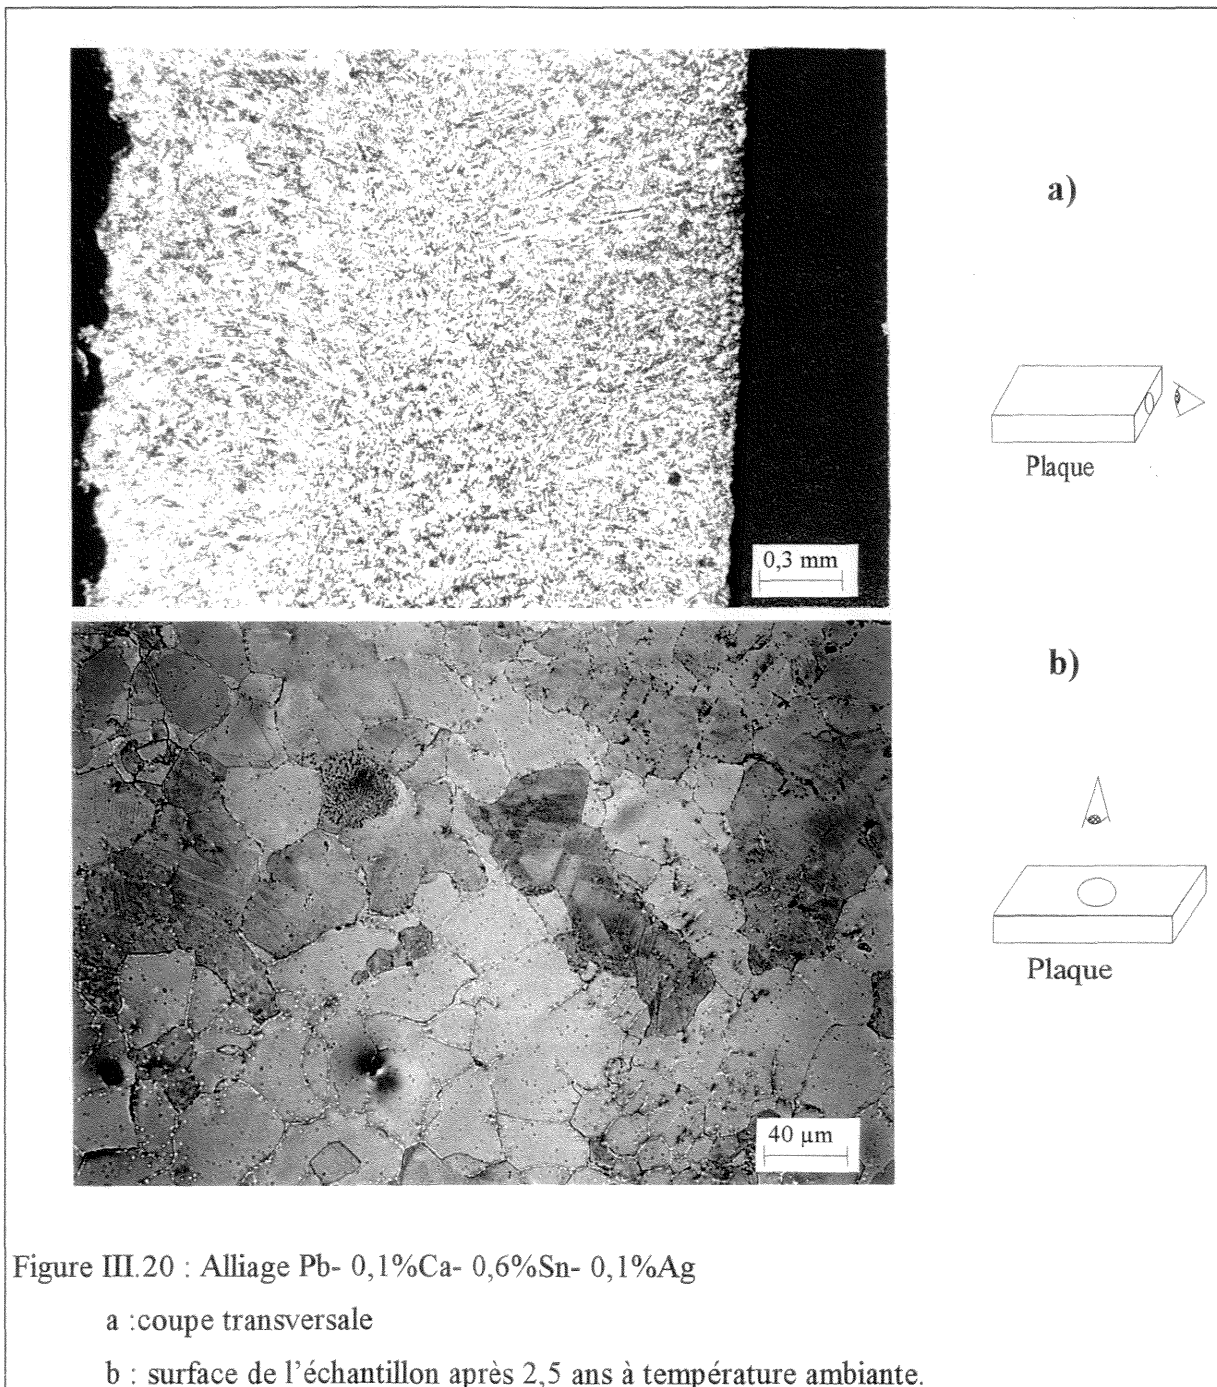 a)
Plaque
0,3 mm
b)
Plaque
40 µm
Figure III.20 : Alliage Pb- 0,1%Ca- 0,6%Sn- 0,1%Ag
a :coupe transversale
b : surface de l'échantillon après 2,5 ans à température ambiante.